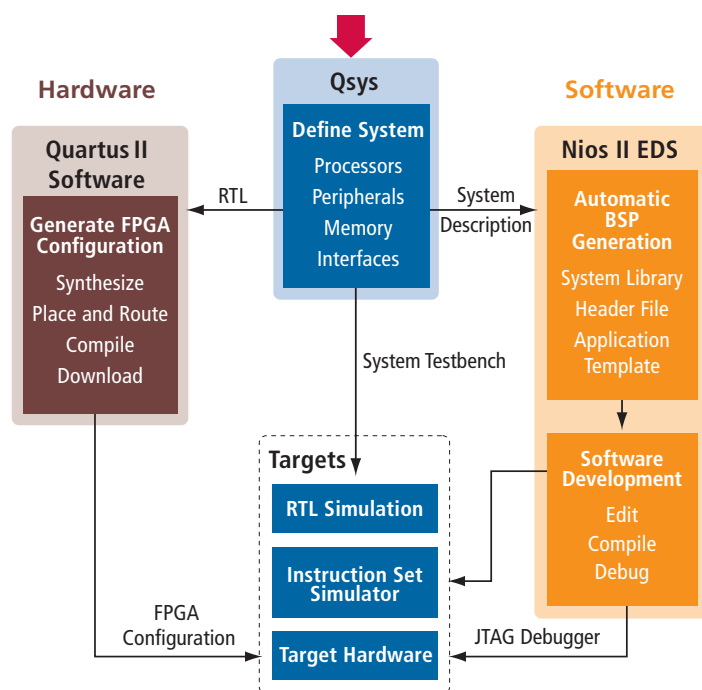 Qsys
Define System
Processors
Peripherals
Memory
Interfaces
Hardware
Quartus II
Software
Generate FPGA
Configuration
Synthesize
Place and Route
Compile
Download
RTL
System
Description
Software
Nios II EDS
Automatic
BSP
Generation
System Library
Header File
Application
Template
Software
Development
Edit
Compile
Debug
System Testbench
Targets
RTL Simulation
Instruction Set
Simulator
Target Hardware
FPGA
Configuration
JTAG Debugger